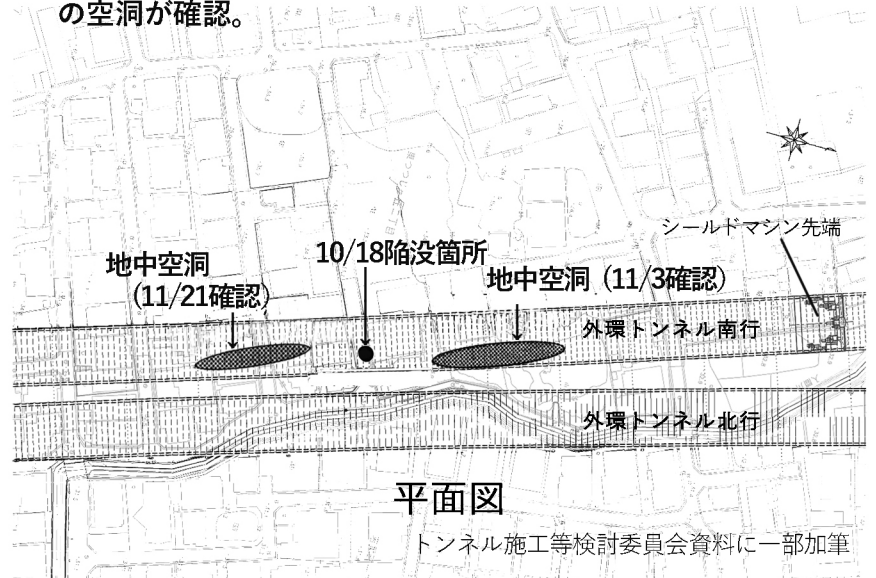 の空洞が確認。
シールドマシン先端
地中空洞
（11/21確認）
10/18陥没箇所
地中空洞（11/3確認）
外環トンネル南行
外環トンネル北行
平面図
トンネル施工等検討委員会資料に一部加筆